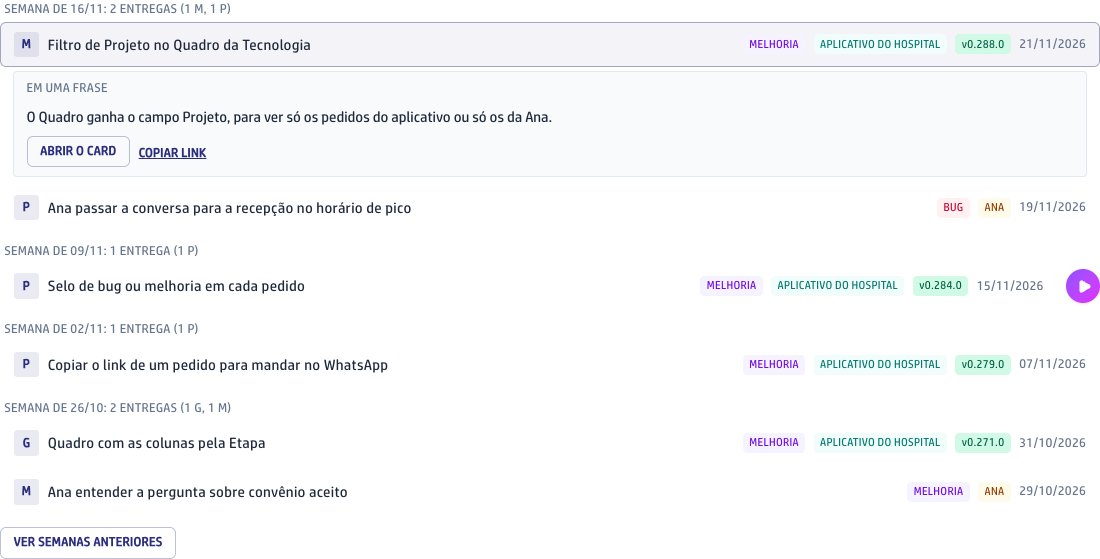 SEMANA DE 16/11: 2 ENTREGAS (1 M, 1 P)
M Filtro de Projeto no Quadro da Tecnologia MELHORIA APLICATIVO DO HOSPITAL v0.288.0 21/11/2026
EM UMA FRASE
O Quadro ganha o campo Projeto, para ver só os pedidos do aplicativo ou só os da Ana.
ABRIR O CARD COPIAR LINK
P Ana passar a conversa para a recepção no horário de pico BUG ANA 19/11/2026
SEMANA DE 09/11: 1 ENTREGA (1 P)
P Selo de bug ou melhoria em cada pedido MELHORIA APLICATIVO DO HOSPITAL v0.284.0 15/11/2026
SEMANA DE 02/11: 1 ENTREGA (1 P)
P Copiar o link de um pedido para mandar no WhatsApp MELHORIA APLICATIVO DO HOSPITAL v0.279.0 07/11/2026
SEMANA DE 26/10: 2 ENTREGAS (1 G, 1 M)
G Quadro com as colunas pela Etapa MELHORIA APLICATIVO DO HOSPITAL v0.271.0 31/10/2026
M Ana entender a pergunta sobre convênio aceito MELHORIA ANA 29/10/2026
VER SEMANAS ANTERIORES